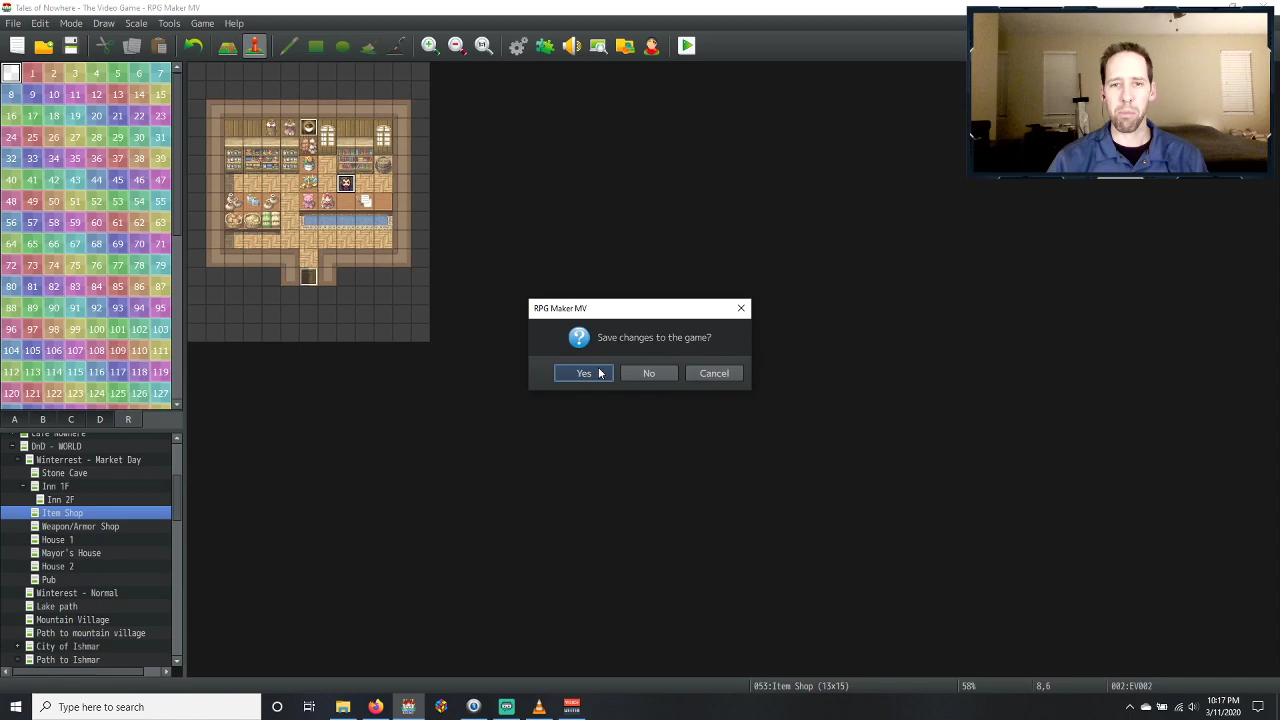 Tales of Nowhere - The Video Game - RPG Maker MV
File Edit Mode Draw Scale Tools Game Help
1 2 3 4 5 6 7
8 9 10 11 12 13 14 15
16 17 18 19 20 21 22 23
24 25 26 27 28 29 30 31
32 33 34 35 36 37 38 39
40 41 42 43 44 45 46 47
48 49 50 51 52 53 54 55
56 57 58 59 60 61 62 63
64 65 66 67 68 69 70 71
72 73 74 75 76 77 78 79
80 81 82 83 84 85 86 87
88 89 90 91 92 93 94 95
96 97 98 99 100 101 102 103
104 105 106 107 108 109 110 111
112 113 114 115 116 117 118 119
120 121 122 123 124 125 126 127
RPG Maker MV
Save changes to the game?
Yes No Cancel
A B C D R
Cafe Nowhere
DnD - WORLD
Winterrest - Market Day
Stone Cave
Inn 1F
Inn 2F
Item Shop
Weapon/Armor Shop
House 1
Mayor's House
House 2
Pub
Winterest - Normal
Lake path
Mountain Village
Path to mountain village
City of Ishmar
Path to Ishmar
053:Item Shop (13x15) 58% 8,6 002:EV002
Type here to search
10:17 PM
3/11/2020